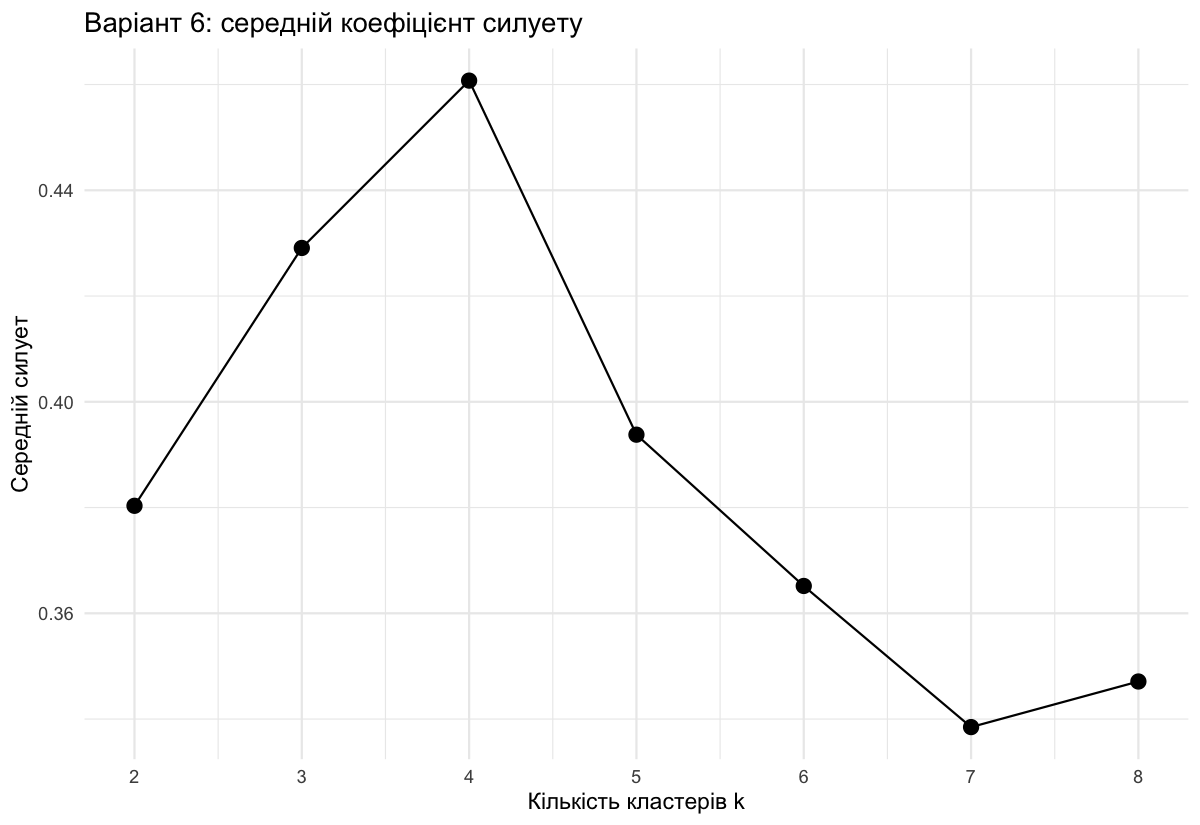 Варіант 6: середній коефіцієнт силуету
Середній силует
0.44
0.40
0.36
2 3 4 5 6 7 8
Кількість кластерів k